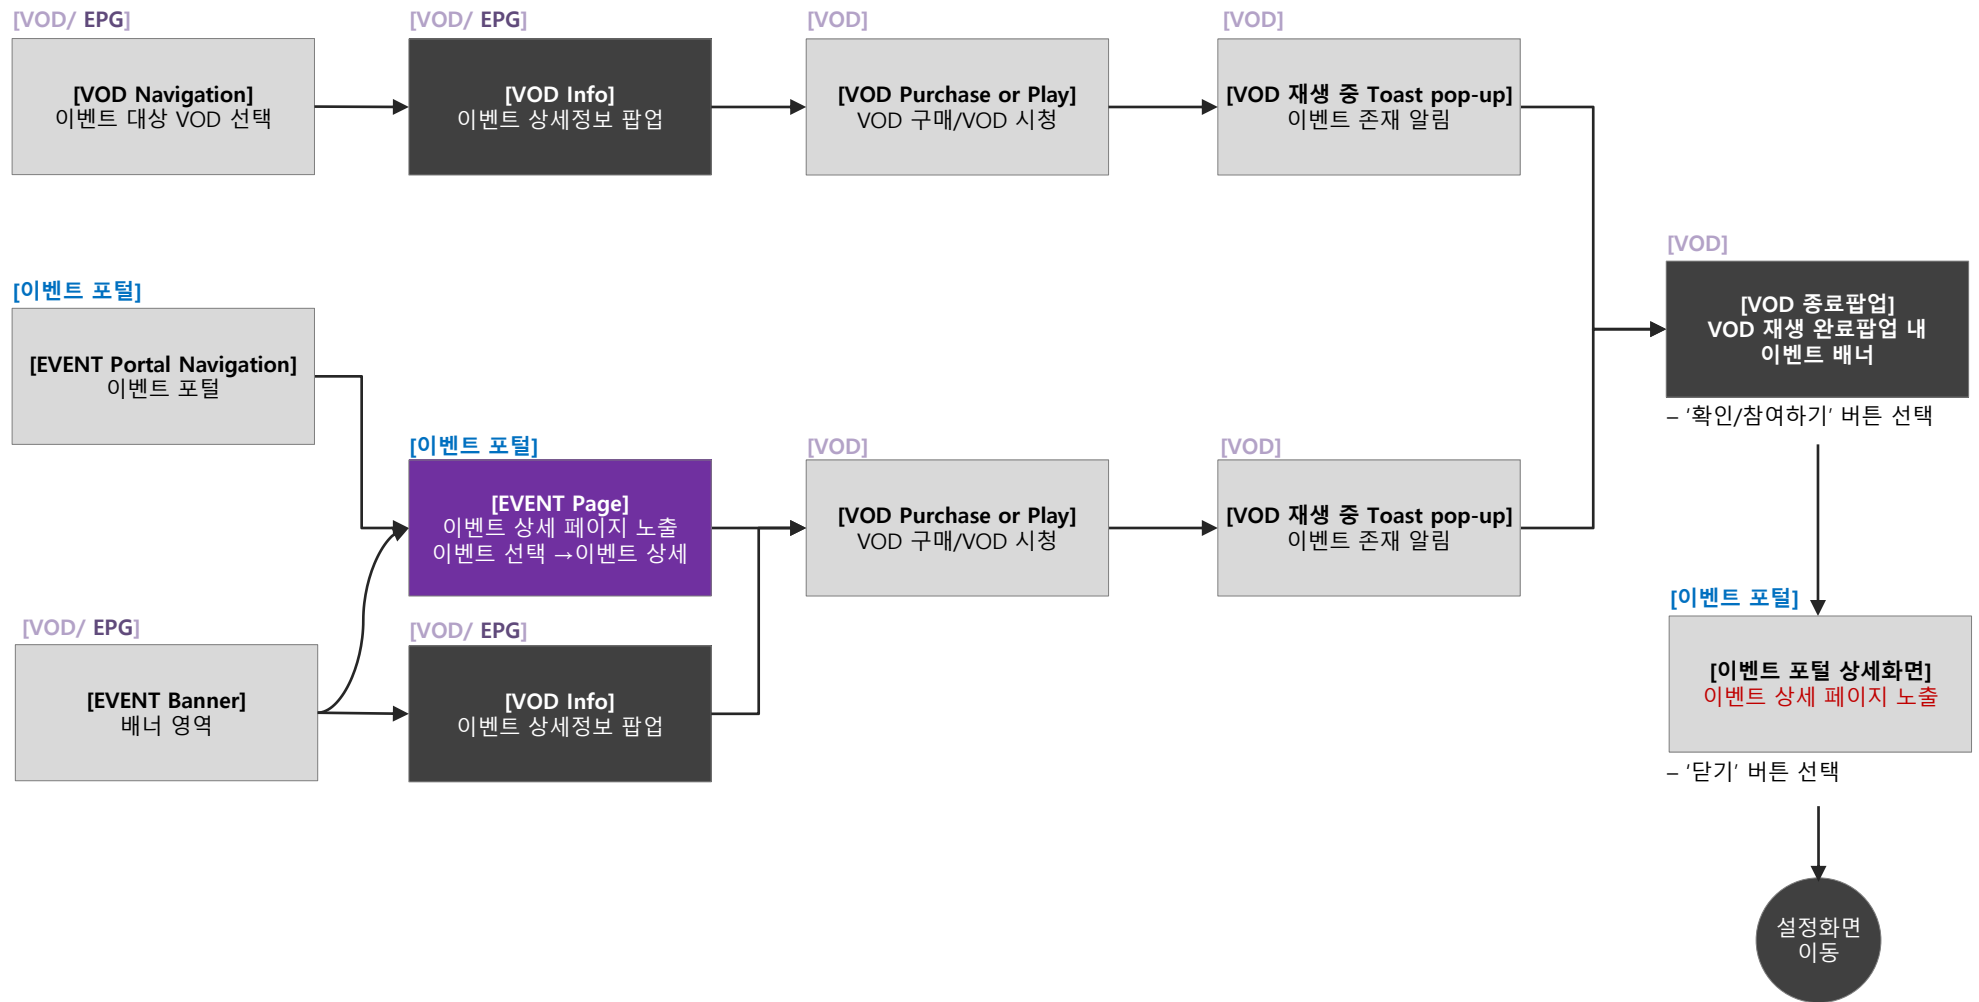 [VOD/ EPG]
[VOD Navigation]
이벤트 대상 VOD 선택
[VOD/ EPG]
[VOD Info]
이벤트 상세정보 팝업
[VOD]
[VOD Purchase or Play]
VOD 구매/VOD 시청
[VOD]
[VOD 재생 중 Toast pop-up]
이벤트 존재 알림
[VOD]
[VOD 종료팝업]
VOD 재생 완료팝업 내
이벤트 배너
– ‘확인/참여하기’ 버튼 선택
[이벤트 포털]
[EVENT Portal Navigation]
이벤트 포털
[이벤트 포털]
[EVENT Page]
이벤트 상세 페이지 노출
이벤트 선택 →이벤트 상세
[VOD]
[VOD Purchase or Play]
VOD 구매/VOD 시청
[VOD]
[VOD 재생 중 Toast pop-up]
이벤트 존재 알림
[VOD/ EPG]
[EVENT Banner]
배너 영역
[VOD/ EPG]
[VOD Info]
이벤트 상세정보 팝업
[이벤트 포털]
[이벤트 포털 상세화면]
이벤트 상세 페이지 노출
– ‘닫기’ 버튼 선택
설정화면
이동